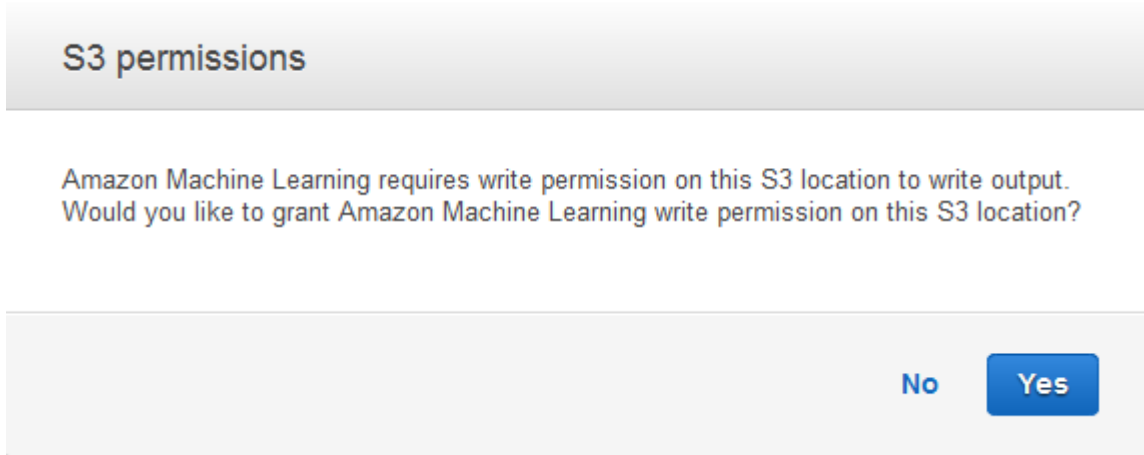 S3 permissions
Amazon Machine Learning requires write permission on this S3 location to write output.
Would you like to grant Amazon Machine Learning write permission on this S3 location?
No
Yes